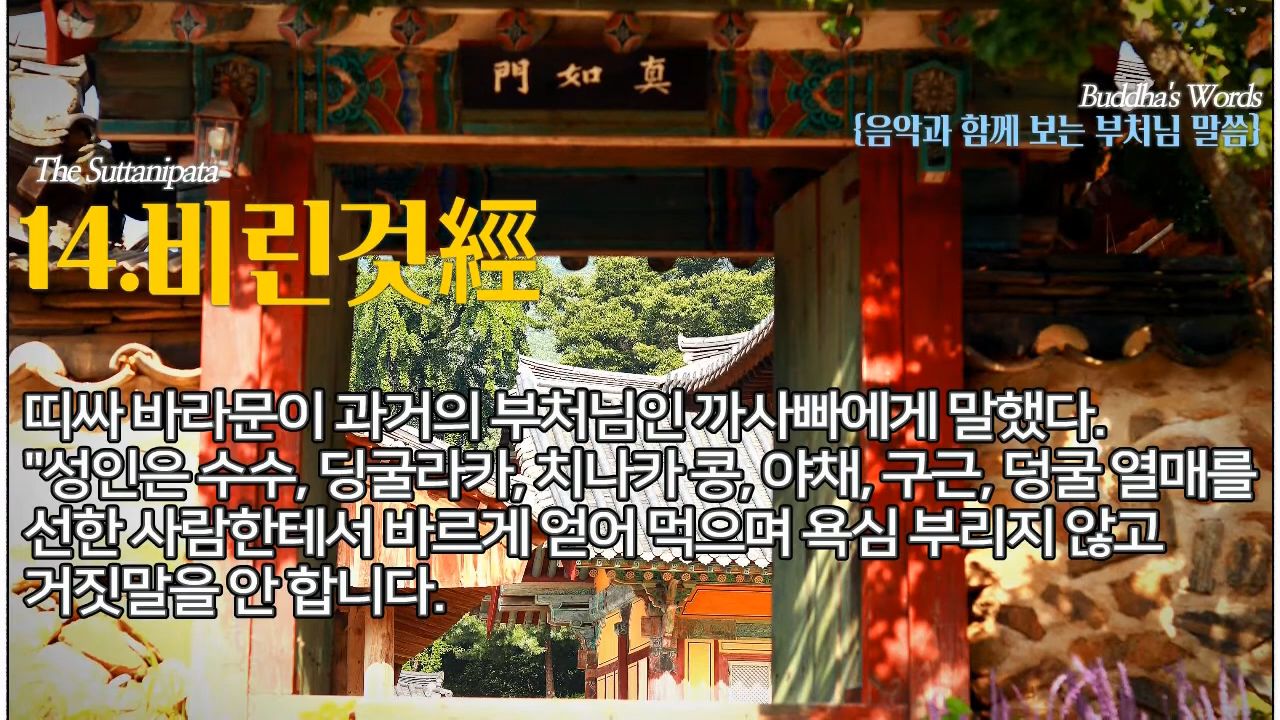 門 如 真
Buddha's Words
{음악과 함께 보는 부처님 말씀}
The Suttanipata
14.비린것經
띠싸 바라문이 과거의 부처님인 까사빠에게 말했다.
"성인은 수수, 딩굴라카, 치나카 콩, 야채, 구근, 덩굴 열매를
선한 사람한테서 바르게 얻어 먹으며 욕심 부리지 않고
거짓말을 안 합니다.